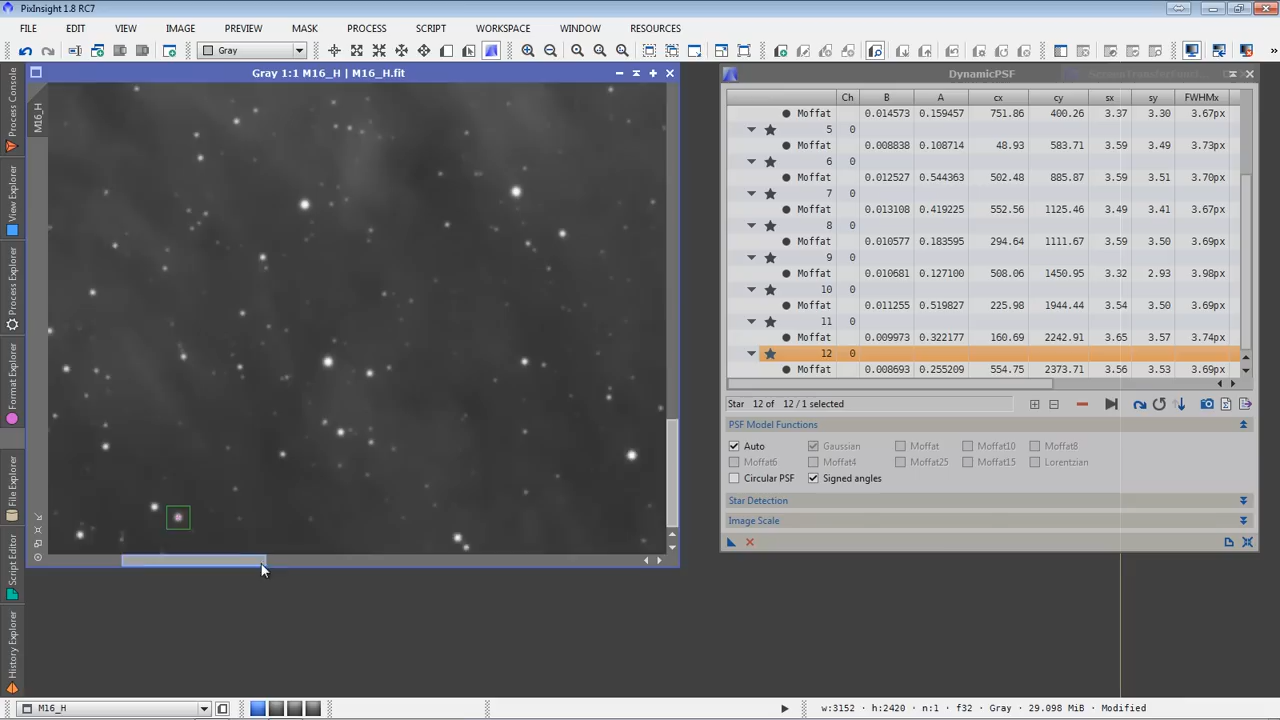 PixInsight 1.8 RC7
FILE EDIT VIEW IMAGE PREVIEW MASK PROCESS SCRIPT WORKSPACE WINDOW RESOURCES
Gray
Gray 1:1 M16_H | M16_H.fit
M16_H
Process Console
View Explorer
Process Explorer
Format Explorer
File Explorer
Script Editor
History Explorer
DynamicPSF
Ch B A cx cy sx sy FWHMx
Moffat 0.014573 0.159457 751.86 400.26 3.37 3.30 3.67px
5 0
Moffat 0.008838 0.108714 48.93 583.71 3.59 3.49 3.73px
6 0
Moffat 0.012527 0.544363 502.48 885.87 3.59 3.51 3.70px
7 0
Moffat 0.013108 0.419225 552.56 1125.46 3.49 3.41 3.67px
8 0
Moffat 0.010577 0.183595 294.64 1111.67 3.59 3.50 3.69px
9 0
Moffat 0.010681 0.127100 508.06 1450.95 3.32 2.93 3.98px
10 0
Moffat 0.011255 0.519827 225.98 1944.44 3.54 3.50 3.69px
11 0
Moffat 0.009973 0.322177 160.69 2242.91 3.65 3.57 3.74px
12 0
Moffat 0.008693 0.255209 554.75 2373.71 3.56 3.53 3.69px
Star 12 of 12 / 1 selected
PSF Model Functions
Auto Gaussian Moffat Moffat10 Moffat8
Moffat6 Moffat4 Moffat25 Moffat15 Lorentzian
Circular PSF Signed angles
Star Detection
Image Scale
M16_H
w:3152 · h:2420 · n:1 · f32 · Gray · 29.098 MiB · Modified